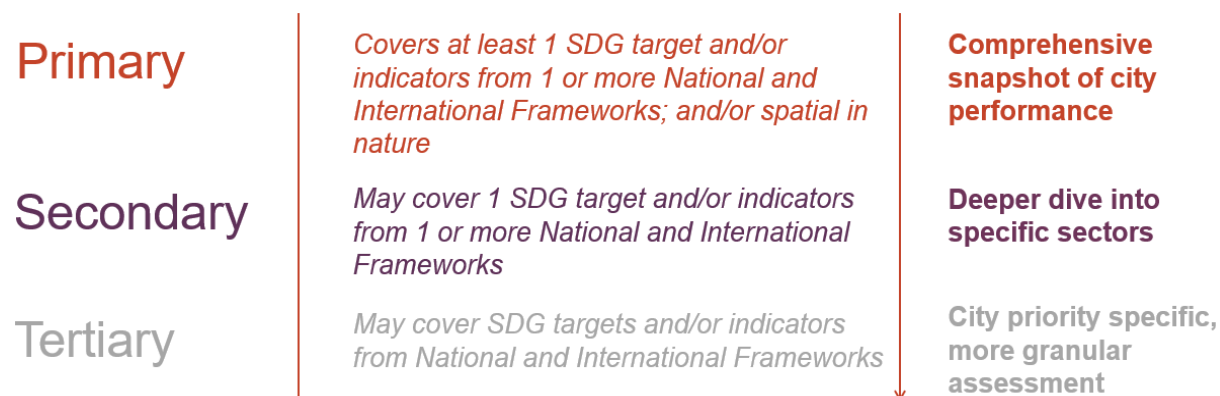 Primary
Covers at least 1 SDG target and/or
indicators from 1 or more National and
International Frameworks; and/or spatial in
nature
Comprehensive
snapshot of city
performance
Secondary
May cover 1 SDG target and/or indicators
from 1 or more National and International
Frameworks
Deeper dive into
specific sectors
Tertiary
May cover SDG targets and/or indicators
from National and International Frameworks
City priority specific,
more granular
assessment